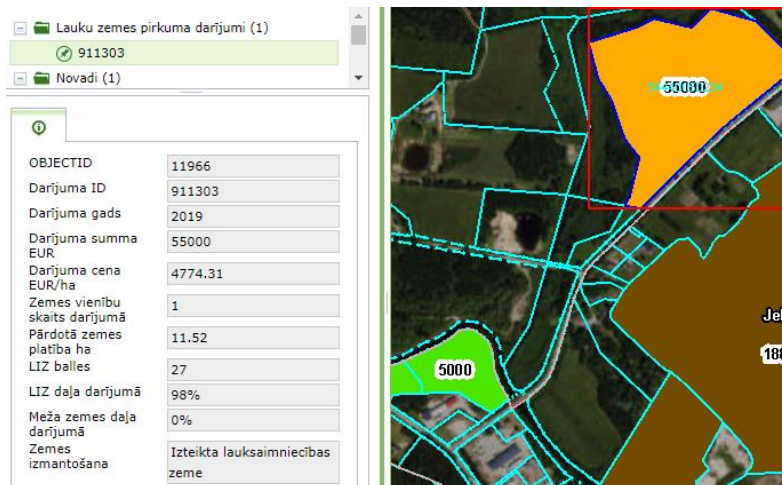 Lauku zemes pirkuma darījumi (1)
911303
Novadi (1)
OBJECTID 11966
Darījuma ID 911303
Darījuma gads 2019
Darījuma summa
EUR 55000
Darījuma cena
EUR/ha 4774.31
Zemes vienību
skaits darījumā 1
Pārdotā zemes
platība ha 11.52
LIZ balles 27
LIZ daļa darījumā 98%
Meža zemes daļa
darījumā 0%
Zemes
izmantošana Izteikta lauksaimniecības
zeme
55000
5000